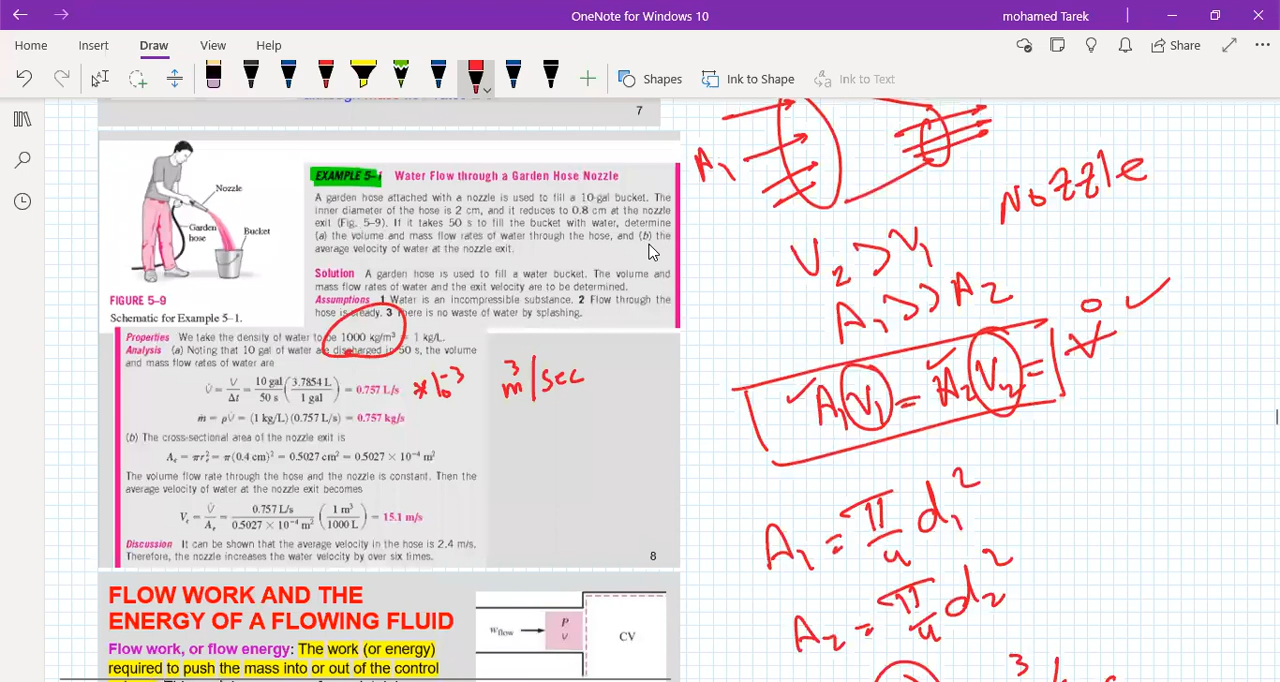 OneNote for Windows 10
mohamed Tarek
Home Insert Draw View Help
Share
Shapes
Ink to Shape
Ink to Text
7
Nozzle
Garden
hose
Bucket
FIGURE 5-9
Schematic for Example 5–1.
EXAMPLE 5–1 Water Flow through a Garden Hose Nozzle
A garden hose attached with a nozzle is used to fill a 10-gal bucket. The
inner diameter of the hose is 2 cm, and it reduces to 0.8 cm at the nozzle
exit (Fig. 5–9). If it takes 50 s to fill the bucket with water, determine
(a) the volume and mass flow rates of water through the hose, and (b) the
average velocity of water at the nozzle exit.
Solution A garden hose is used to fill a water bucket. The volume and
mass flow rates of water and the exit velocity are to be determined.
Assumptions 1 Water is an incompressible substance. 2 Flow through the
hose is steady. 3 There is no waste of water by splashing.
Properties We take the density of water to be 1000 kg/m³ = 1 kg/L.
Analysis (a) Noting that 10 gal of water are discharged in 50 s, the volume
and mass flow rates of water are
V̇ = V/Δt = 10 gal/50 s (3.7854 L/1 gal) = 0.757 L/s
*10⁻³ m³/sec
ṁ = ρV̇ = (1 kg/L)(0.757 L/s) = 0.757 kg/s
(b) The cross-sectional area of the nozzle exit is
Aₑ = πrₑ² = π(0.4 cm)² = 0.5027 cm² = 0.5027 × 10⁻⁴ m²
The volume flow rate through the hose and the nozzle is constant. Then the
average velocity of water at the nozzle exit becomes
Vₑ = V̇/Aₑ = 0.757 L/s / 0.5027 × 10⁻⁴ m² (1 m³/1000 L) = 15.1 m/s
Discussion It can be shown that the average velocity in the hose is 2.4 m/s.
Therefore, the nozzle increases the water velocity by over six times.
8
FLOW WORK AND THE
ENERGY OF A FLOWING FLUID
Flow work, or flow energy: The work (or energy)
required to push the mass into or out of the control
w_flow
P
υ
CV
A₁
Nozzle
V₂ >> V₁
A₁ >> A₂
A₁V₁ = A₂V₂ = V̶̇
A₁ = π/4 d₁²
A₂ = π/4 d₂²